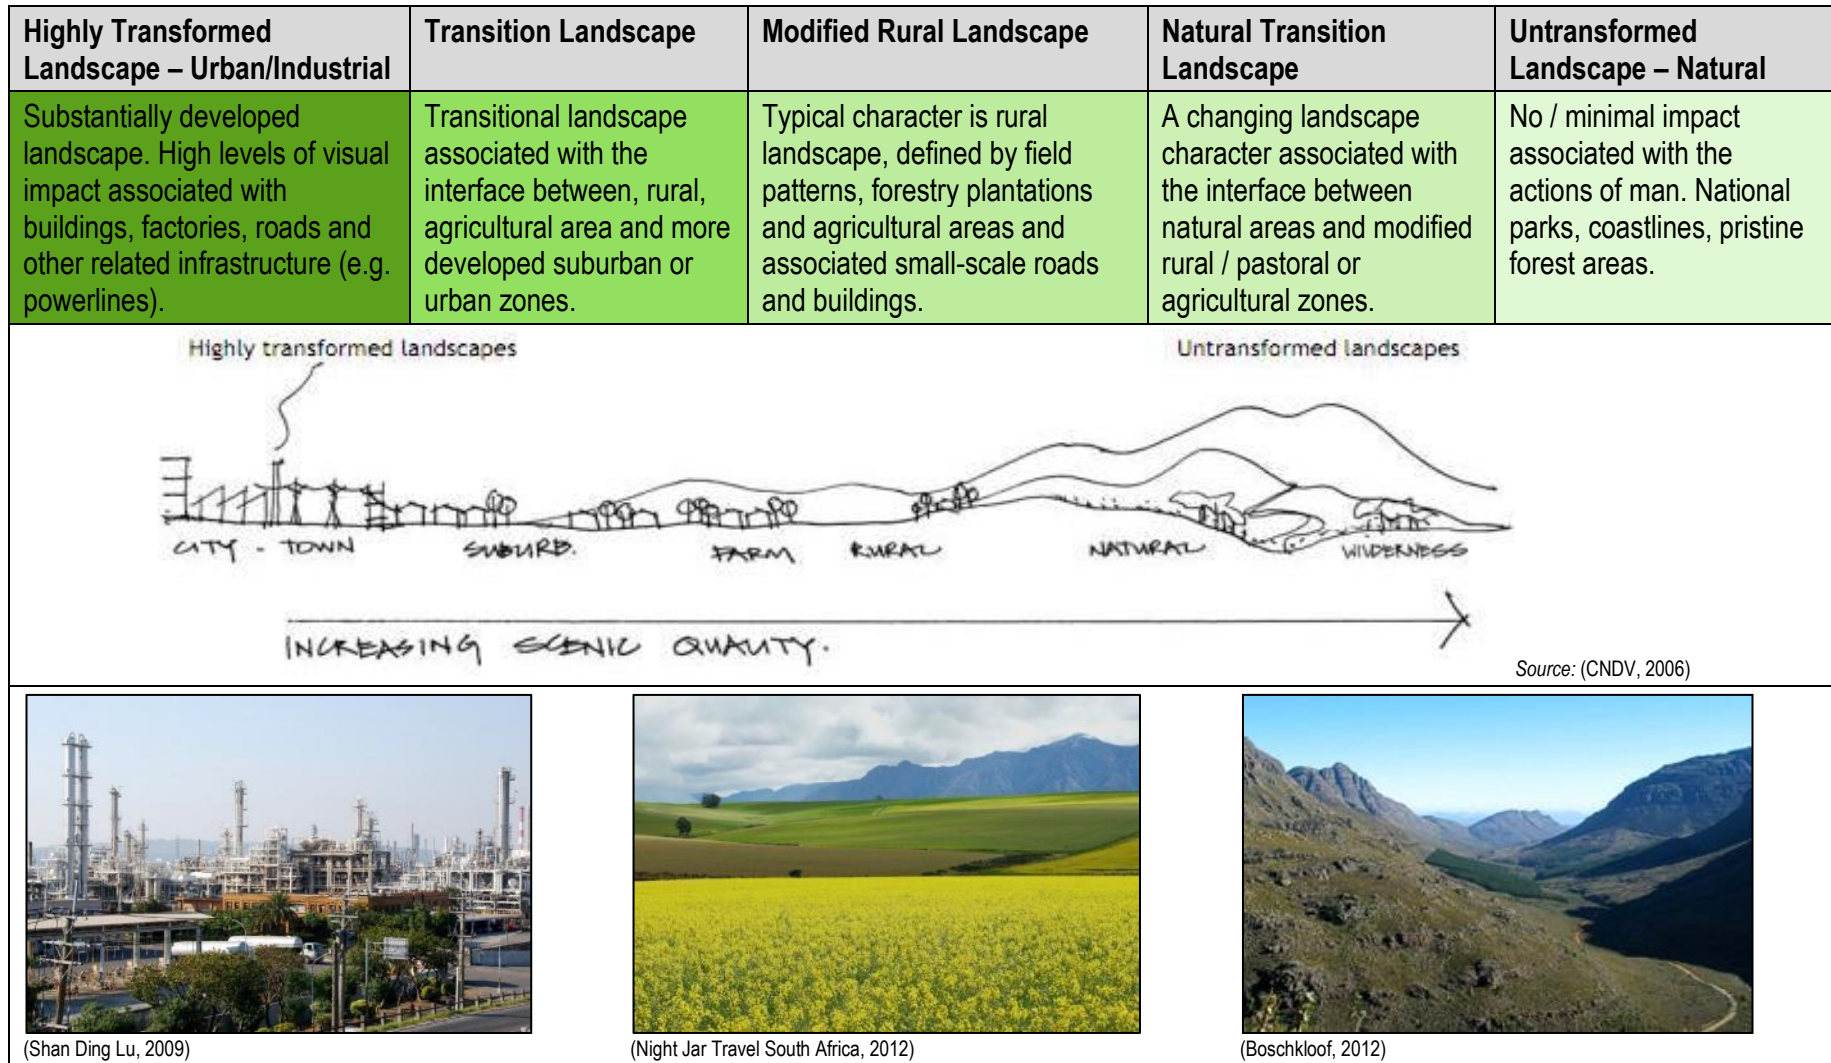 Highly Transformed
Landscape – Urban/Industrial
Transition Landscape
Modified Rural Landscape
Natural Transition
Landscape
Untransformed
Landscape – Natural
Substantially developed
landscape. High levels of visual
impact associated with
buildings, factories, roads and
other related infrastructure (e.g.
powerlines).
Transitional landscape
associated with the
interface between, rural,
agricultural area and more
developed suburban or
urban zones.
Typical character is rural
landscape, defined by field
patterns, forestry plantations
and agricultural areas and
associated small-scale roads
and buildings.
A changing landscape
character associated with
the interface between
natural areas and modified
rural / pastoral or
agricultural zones.
No / minimal impact
associated with the
actions of man. National
parks, coastlines, pristine
forest areas.
Highly transformed landscapes
Untransformed landscapes
CITY - TOWN
SUBURB.
FARM
RURAL
NATURAL
WILDERNESS
INCREASING SCENIC QUALITY.
Source: (CNDV, 2006)
(Shan Ding Lu, 2009)
(Night Jar Travel South Africa, 2012)
(Boschkloof, 2012)